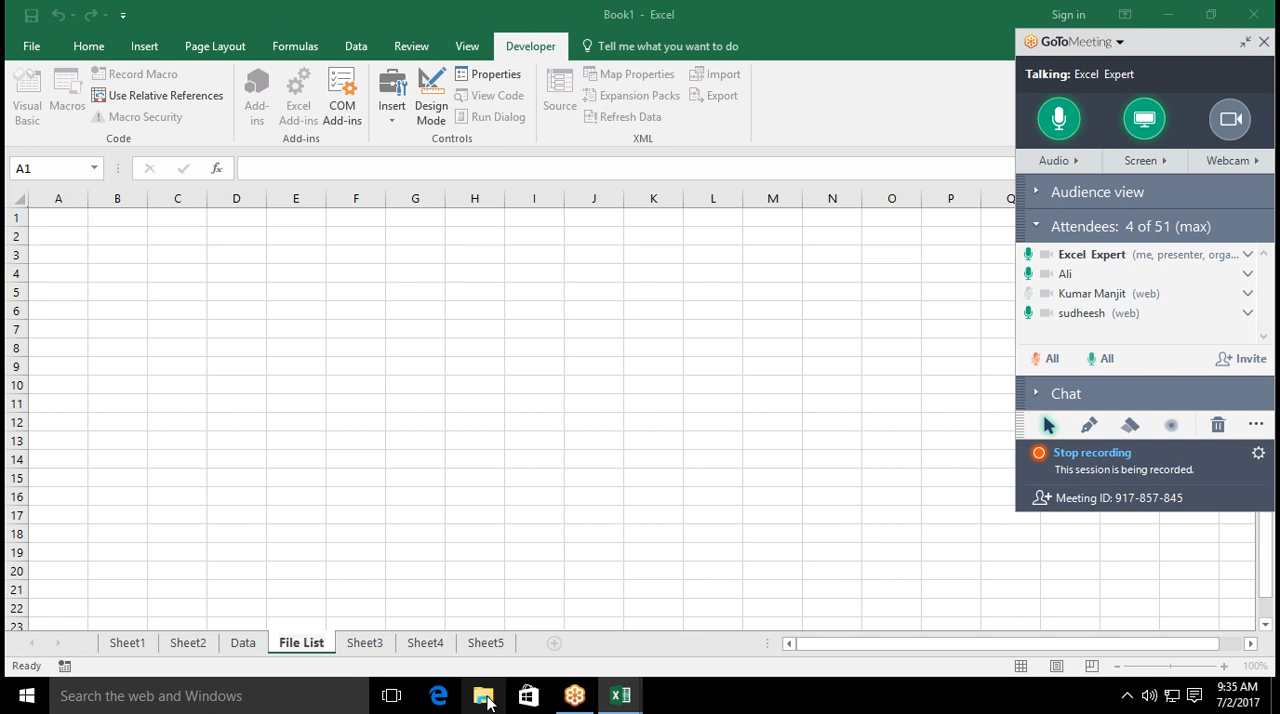 Book1 - Excel
Sign in
File Home Insert Page Layout Formulas Data Review View Developer Tell me what you want to do
Visual Basic
Macros
Record Macro
Use Relative References
Macro Security
Code
Add-ins
Excel Add-ins
COM Add-ins
Add-ins
Insert
Design Mode
Properties
View Code
Run Dialog
Controls
Source
Map Properties
Expansion Packs
Refresh Data
Import
Export
XML
A1
fx
A B C D E F G H I J K L M N O P Q
1
2
3
4
5
6
7
8
9
10
11
12
13
14
15
16
17
18
19
20
21
22
23
GoToMeeting
Talking: Excel Expert
Audio Screen Webcam
Audience view
Attendees: 4 of 51 (max)
Excel Expert (me, presenter, orga...
Ali
Kumar Manjit (web)
sudheesh (web)
All All Invite
Chat
Stop recording
This session is being recorded.
Meeting ID: 917-857-845
Sheet1 Sheet2 Data File List Sheet3 Sheet4 Sheet5
Ready
100%
Search the web and Windows
9:35 AM
7/2/2017